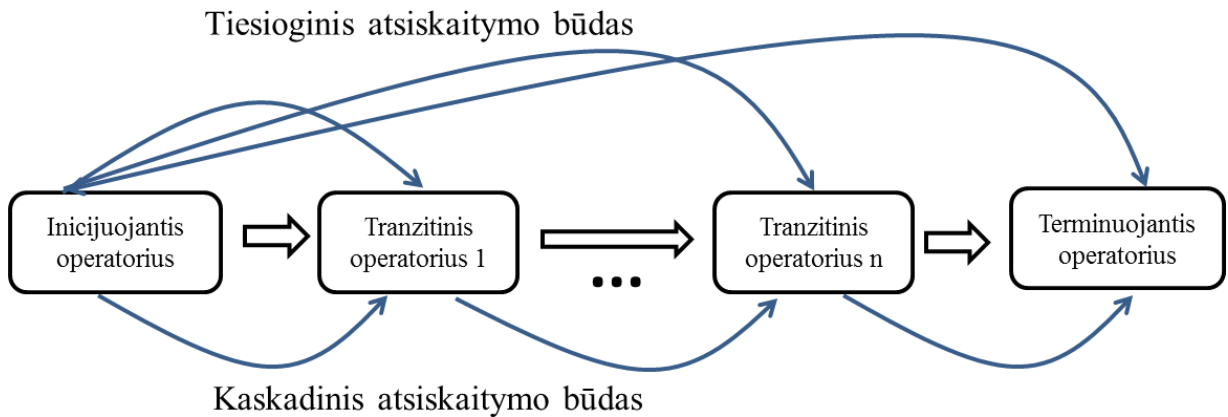 Tiesioginis atsiskaitymo būdas
Inicijuojantis
operatorius
Tranzitinis
operatorius 1
...
Tranzitinis
operatorius n
Terminuojantis
operatorius
Kaskadinis atsiskaitymo būdas